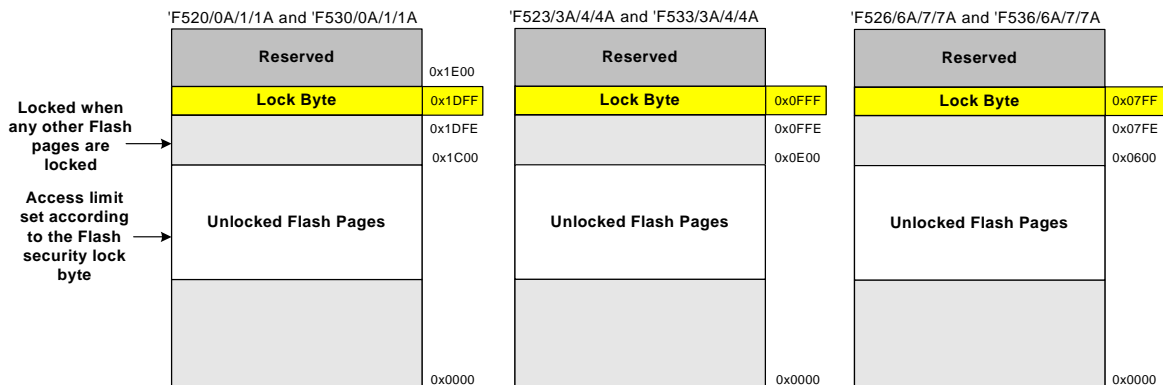 'F520/0A/1/1A and 'F530/0A/1/1A
Reserved
0x1E00
Lock Byte
0x1DFF
0x1DFE
0x1C00
Unlocked Flash Pages
0x0000
Locked when
any other Flash
pages are
locked
Access limit
set according
to the Flash
security lock
byte
'F523/3A/4/4A and 'F533/3A/4/4A
Reserved
Lock Byte
0x0FFF
0x0FFE
0x0E00
Unlocked Flash Pages
0x0000
'F526/6A/7/7A and 'F536/6A/7/7A
Reserved
Lock Byte
0x07FF
0x07FE
0x0600
Unlocked Flash Pages
0x0000